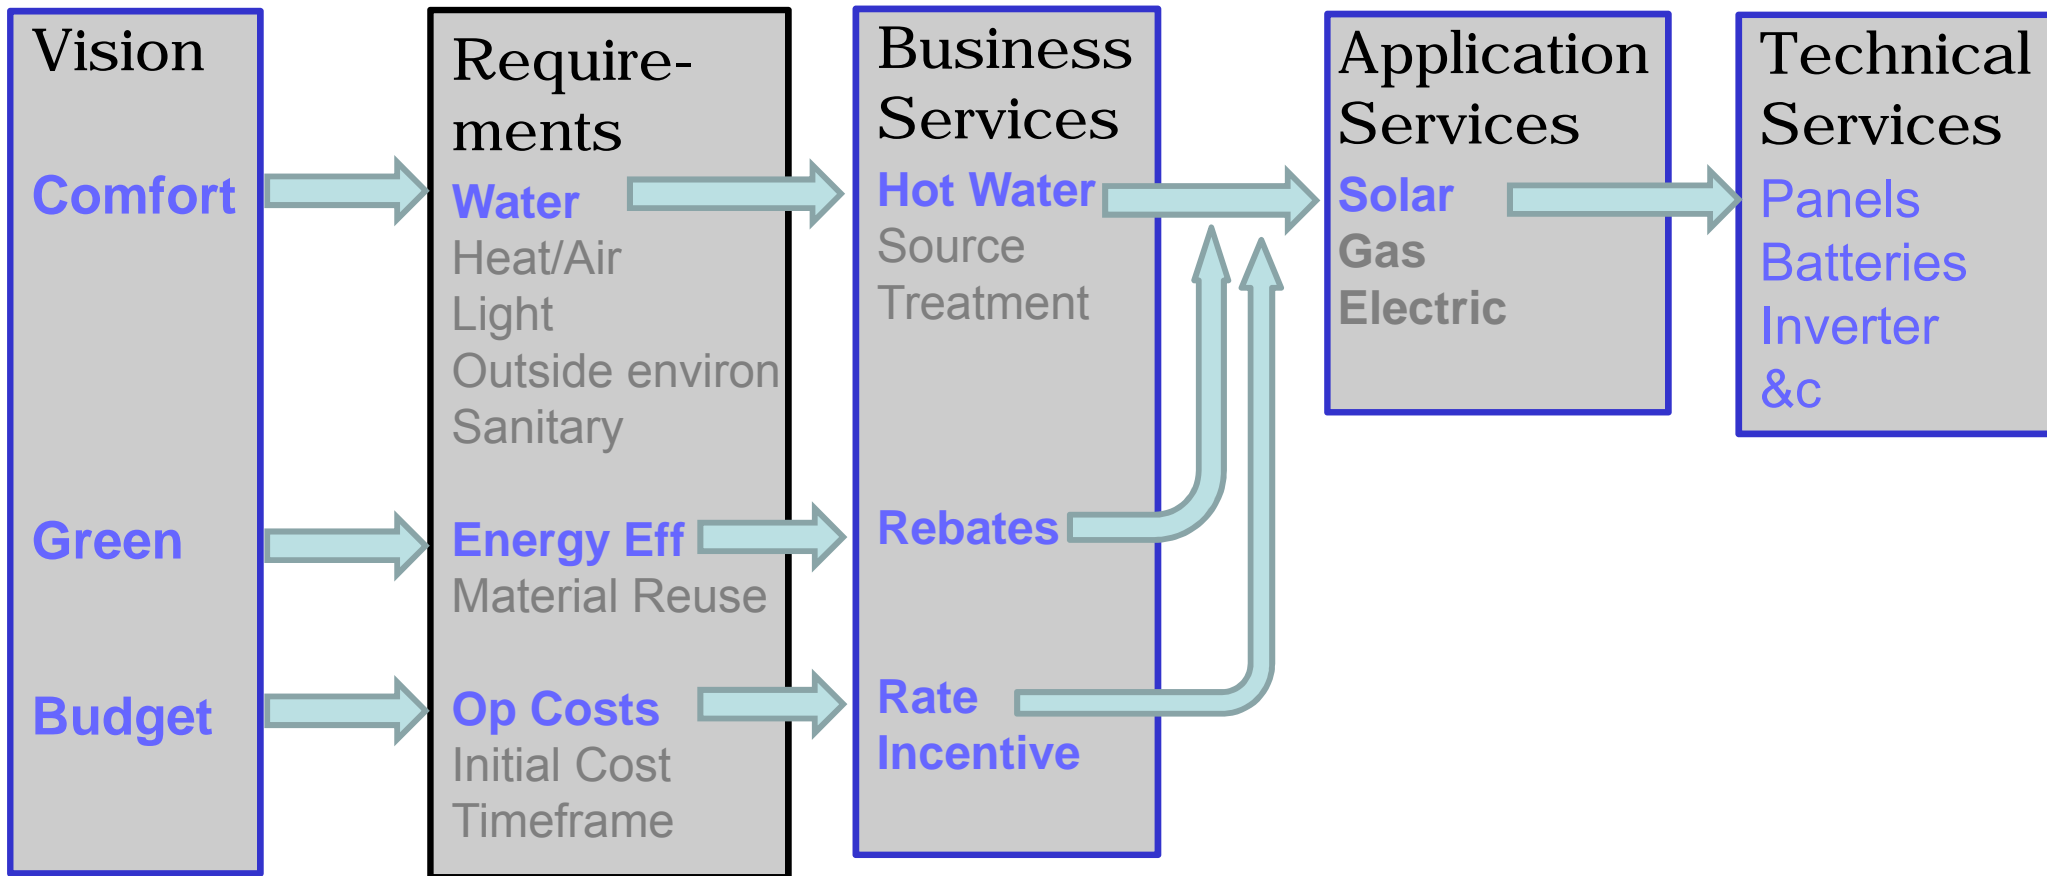 Vision
Comfort
Green
Budget
Require-
ments
Water
Heat/Air
Light
Outside environ
Sanitary
Energy Eff
Material Reuse
Op Costs
Initial Cost
Timeframe
Business
Services
Hot Water
Source
Treatment
Rebates
Rate
Incentive
Application
Services
Solar
Gas
Electric
Technical
Services
Panels
Batteries
Inverter
&c